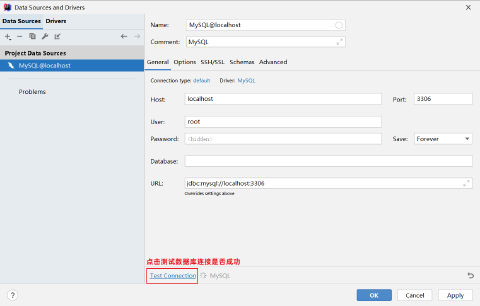 Data Sources and Drivers
Data Sources Drivers
Project Data Sources
MySQL@localhost
Problems
Name: MySQL@localhost
Comment: MySQL
General Options SSH/SSL Schemas Advanced
Connection type: default Driver: MySQL
Host: localhost Port: 3306
User: root
Password: <hidden> Save: Forever
Database:
URL: jdbc:mysql://localhost:3306
Overrides settings above
点击测试数据库连接是否成功
Test Connection MySQL
? OK Cancel Apply